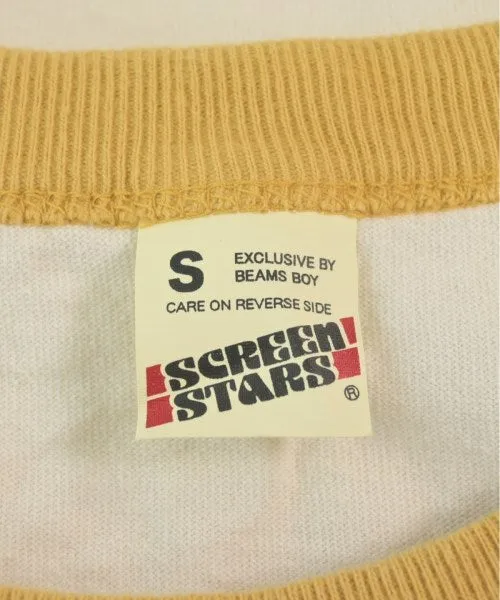 S
EXCLUSIVE BY
BEAMS BOY
CARE ON REVERSE SIDE
SCREEN
STARS
®